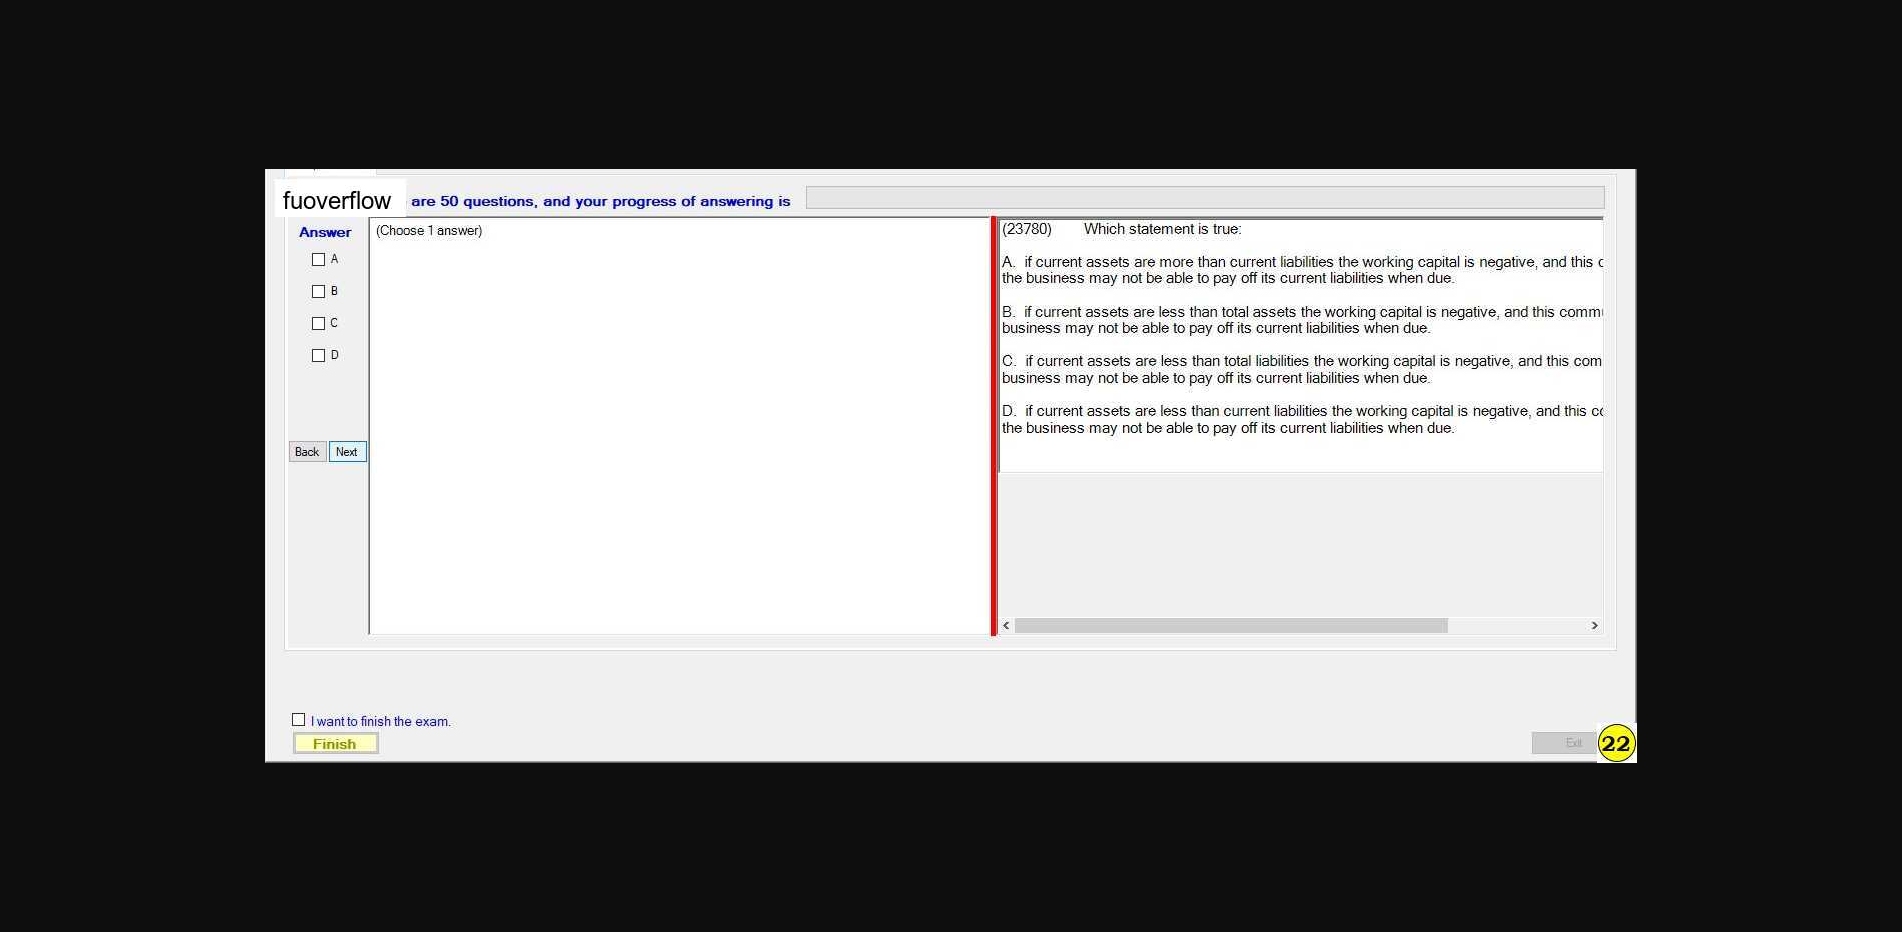 fuoverflow are 50 questions, and your progress of answering is
Answer
A
B
C
D
Back Next
(Choose 1 answer)
(23780) Which statement is true:
A. if current assets are more than current liabilities the working capital is negative, and this
the business may not be able to pay off its current liabilities when due.
B. if current assets are less than total assets the working capital is negative, and this comm
business may not be able to pay off its current liabilities when due.
C. if current assets are less than total liabilities the working capital is negative, and this com
business may not be able to pay off its current liabilities when due.
D. if current assets are less than current liabilities the working capital is negative, and this co
the business may not be able to pay off its current liabilities when due.
I want to finish the exam.
Finish
Exit
22